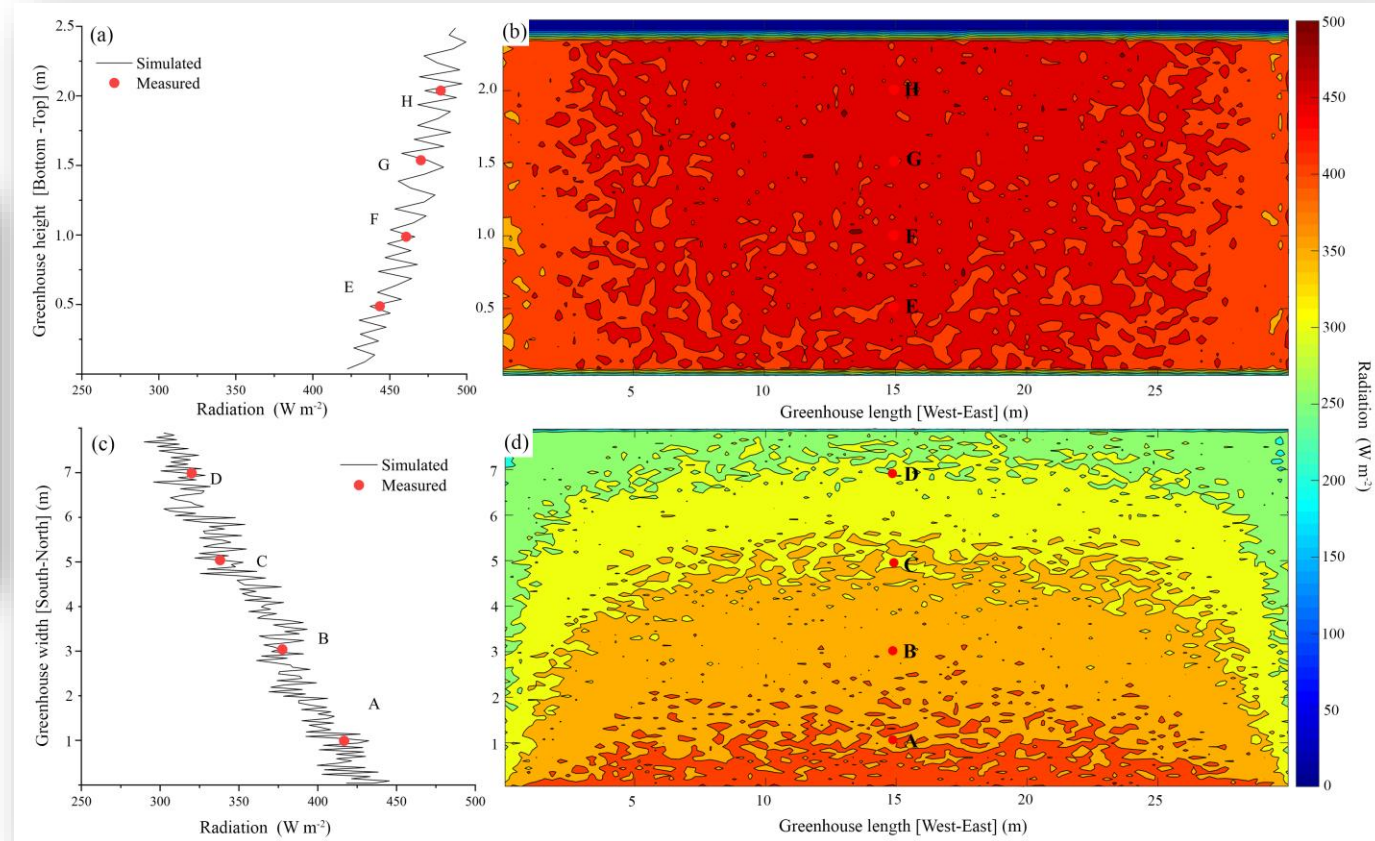 (a)
Simulated
Measured
Greenhouse height [Bottom -Top] (m)
2.5
2.0
1.5
1.0
0.5
H
G
F
E
250
300
350
400
450
500
Radiation (W m-2)
(b)
2.0
1.5
1.0
0.5
H
G
F
E
5
10
15
20
25
Greenhouse length [West-East] (m)
(c)
Simulated
Measured
Greenhouse width [South-North] (m)
7
6
5
4
3
2
1
D
C
B
A
250
300
350
400
450
500
Radiation (W m-2)
(d)
7
6
5
4
3
2
1
D
C
B
A
5
10
15
20
25
Greenhouse length [West-East] (m)
500
450
400
350
300
250
200
150
100
50
0
Radiation (W m-2)